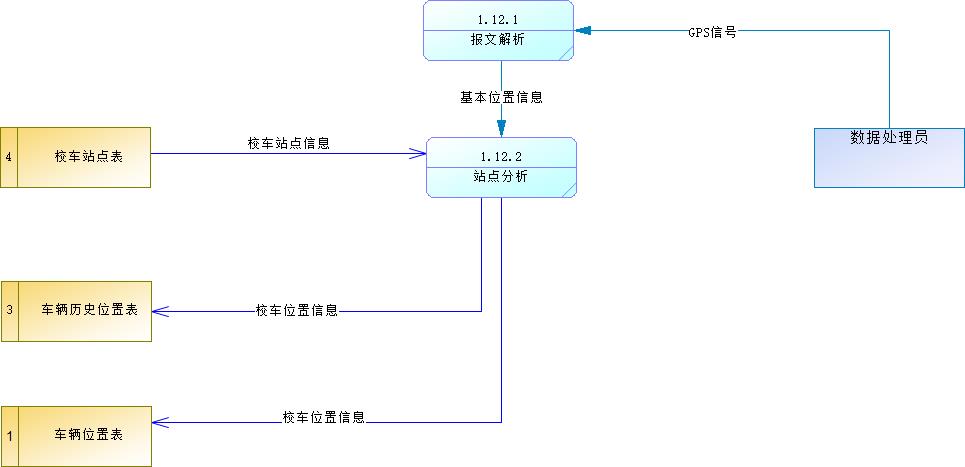 1.12.1
报文解析
GPS信号
基本位置信息
数据处理员
校车站点信息
4
校车站点表
1.12.2
站点分析
3
车辆历史位置表
校车位置信息
校车位置信息
1
车辆位置表